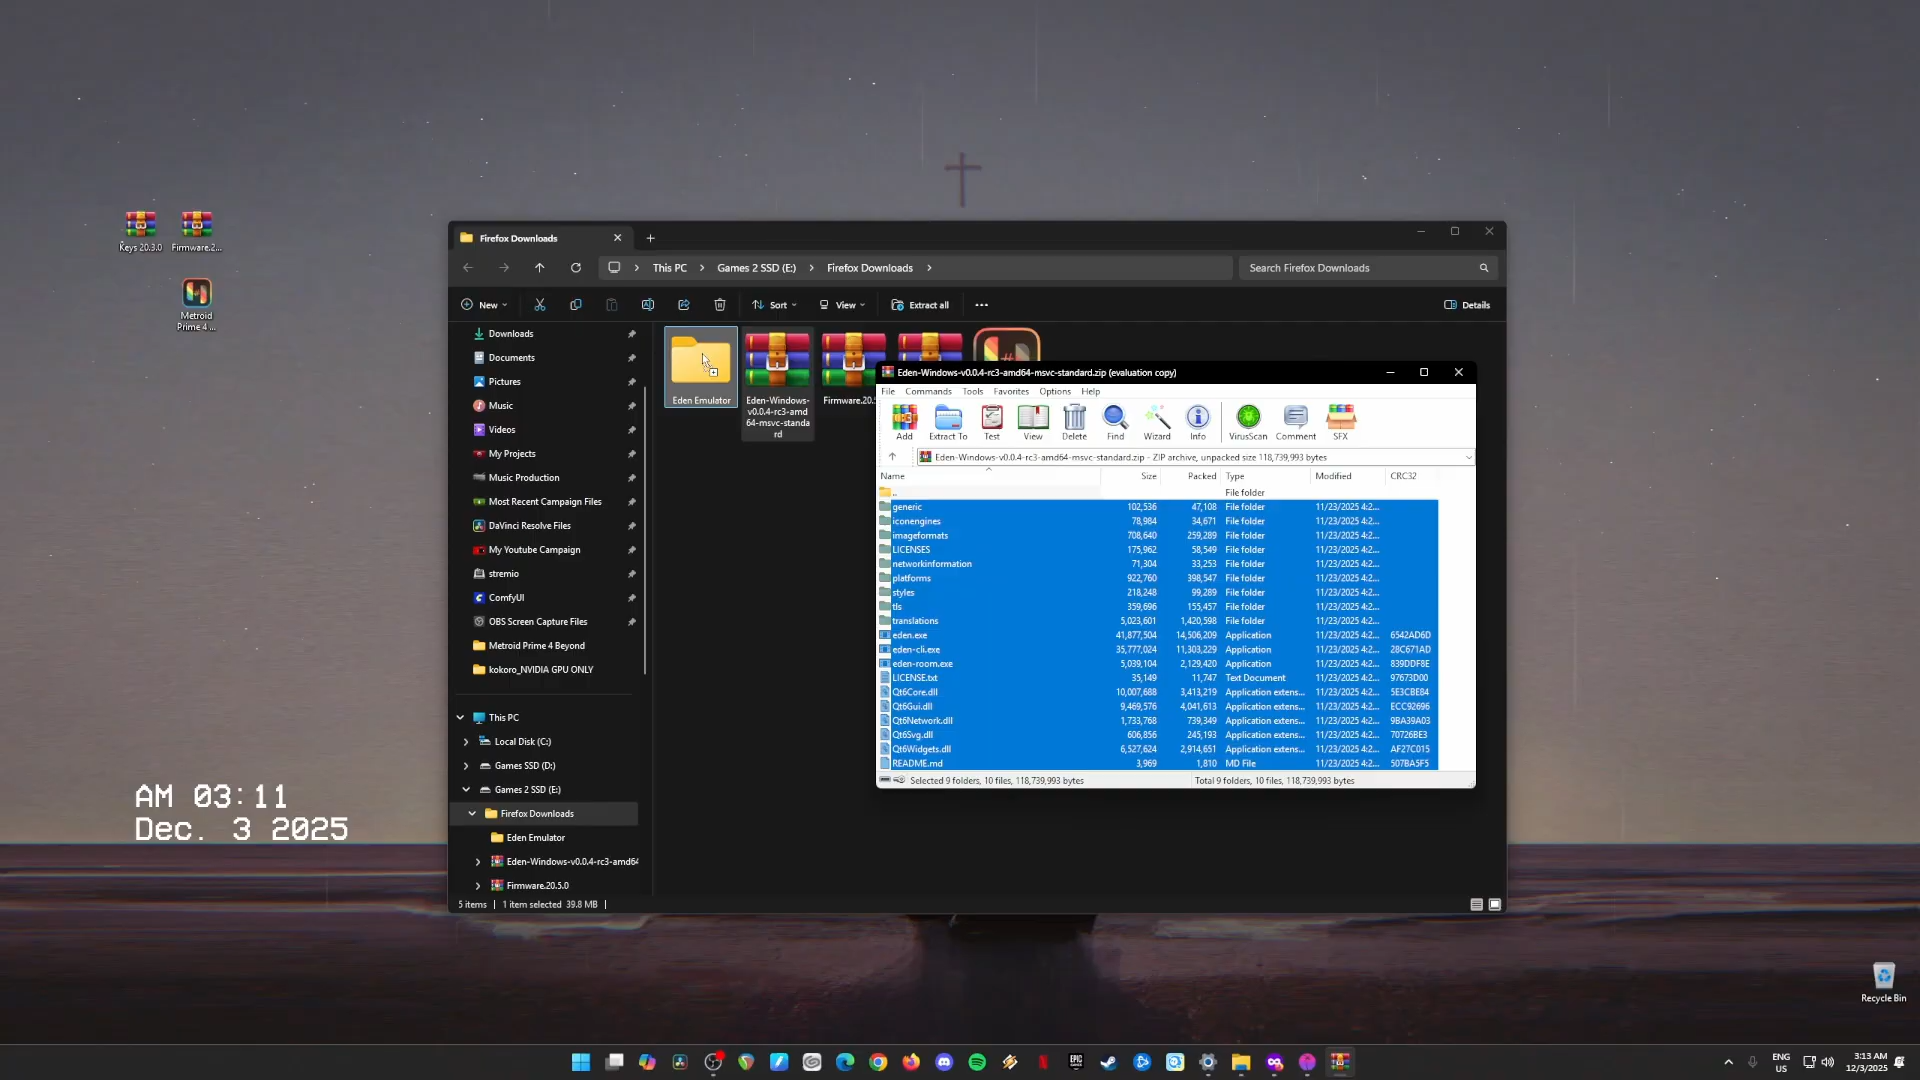 Keys 20.3.0
Firmware.2...
Metroid
Prime 4 ...
AM 03:11
Dec. 3 2025
Firefox Downloads
This PC
Games 2 SSD (E:)
Firefox Downloads
Search Firefox Downloads
New
Sort
View
Extract all
Details
Downloads
Documents
Pictures
Music
Videos
My Projects
Music Production
Most Recent Campaign Files
DaVinci Resolve Files
My Youtube Campaign
stremio
ComfyUI
OBS Screen Capture Files
Metroid Prime 4 Beyond
kokoro_NVIDIA GPU ONLY
This PC
Local Disk (C:)
Games SSD (D:)
Games 2 SSD (E:)
Firefox Downloads
Eden Emulator
Eden-Windows-v0.0.4-rc3-amd64
Firmware.20.5.0
5 items
1 item selected 39.8 MB
Eden Emulator
Eden-Windows-
v0.0.4-rc3-amd
64-msvc-standa
rd
Firmware.20.5
Eden-Windows-v0.0.4-rc3-amd64-msvc-standard.zip (evaluation copy)
File Commands Tools Favorites Options Help
Add Extract To Test View Delete Find Wizard Info VirusScan Comment SFX
Eden-Windows-v0.0.4-rc3-amd64-msvc-standard.zip - ZIP archive, unpacked size 118,739,993 bytes
Name Size Packed Type Modified CRC32
.. File folder
generic 102,536 47,108 File folder 11/23/2025 4:2...
iconengines 78,984 34,671 File folder 11/23/2025 4:2...
imageformats 708,640 259,289 File folder 11/23/2025 4:2...
LICENSES 175,962 58,549 File folder 11/23/2025 4:2...
networkinformation 71,304 33,253 File folder 11/23/2025 4:2...
platforms 922,760 398,547 File folder 11/23/2025 4:2...
styles 218,248 99,289 File folder 11/23/2025 4:2...
tls 359,696 155,457 File folder 11/23/2025 4:2...
translations 5,023,601 1,420,598 File folder 11/23/2025 4:2...
eden.exe 41,877,504 14,506,209 Application 11/23/2025 4:2... 6542AD6D
eden-cli.exe 35,777,024 11,303,229 Application 11/23/2025 4:2... 28C671AD
eden-room.exe 5,039,104 2,129,420 Application 11/23/2025 4:2... 839DDF8E
LICENSE.txt 35,149 11,747 Text Document 11/23/2025 4:2... 97673D00
Qt6Core.dll 10,007,688 3,413,219 Application extens... 11/23/2025 4:2... 5E3CBE84
Qt6Gui.dll 9,469,576 4,041,613 Application extens... 11/23/2025 4:2... ECC92696
Qt6Network.dll 1,733,768 739,349 Application extens... 11/23/2025 4:2... 9BA39A03
Qt6Svg.dll 606,856 245,193 Application extens... 11/23/2025 4:2... 70726BE3
Qt6Widgets.dll 6,527,624 2,914,651 Application extens... 11/23/2025 4:2... AF27C015
README.md 3,969 1,810 MD File 11/23/2025 4:2... 507BA5F5
Selected 9 folders, 10 files, 118,739,993 bytes
Total 9 folders, 10 files, 118,739,993 bytes
Recycle Bin
EPIC
GAMES
ENG
US
3:13 AM
12/3/2025